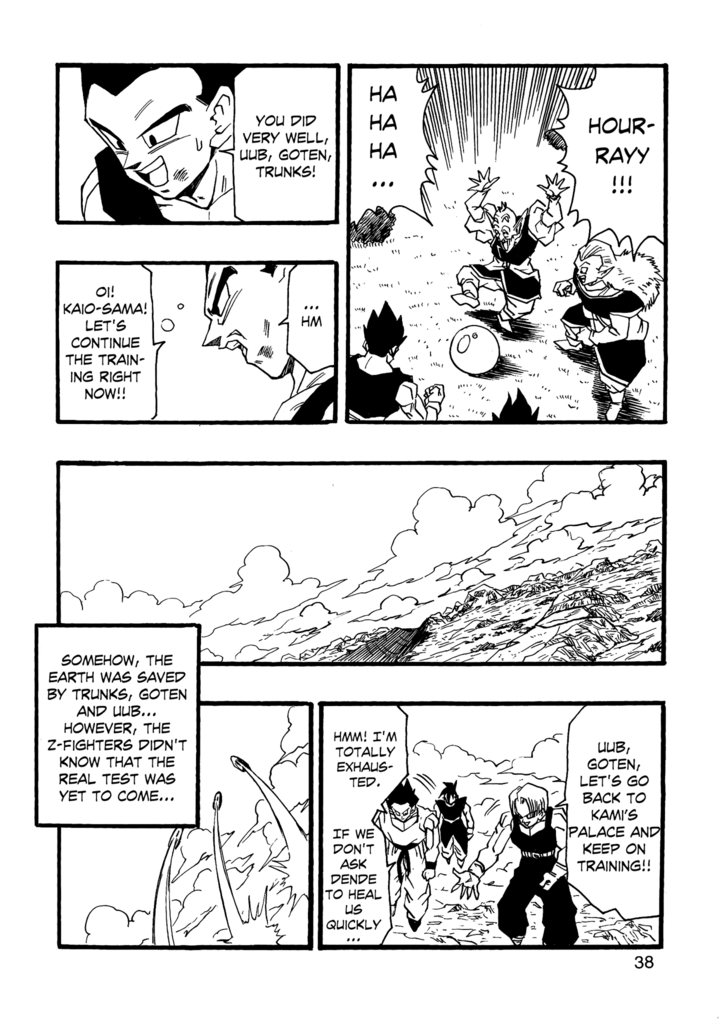 HOUR-
RAYY
!!!
HA
HA
HA
...
YOU DID
VERY WELL,
UUB, GOTEN,
TRUNKS!
...
HM
OI!
KAIO-SAMA!
LET'S
CONTINUE
THE TRAIN-
ING RIGHT
NOW!!
SOMEHOW, THE
EARTH WAS SAVED
BY TRUNKS, GOTEN
AND UUB...
HOWEVER, THE
Z-FIGHTERS DIDN'T
KNOW THAT THE
REAL TEST WAS
YET TO COME...
UUB,
GOTEN,
LET'S GO
BACK TO
KAMI'S
PALACE AND
KEEP ON
TRAINING!!
HMM! I'M
TOTALLY
EXHAUS-
TED.
IF WE
DON'T
ASK
DENDE
TO HEAL
US
QUICKLY
...
38